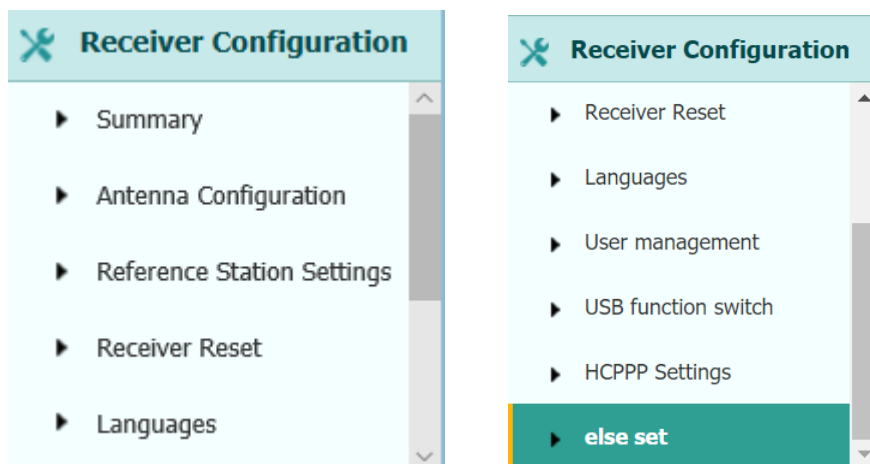 Receiver Configuration
Summary
Antenna Configuration
Reference Station Settings
Receiver Reset
Languages
Receiver Configuration
Receiver Reset
Languages
User management
USB function switch
HCPPP Settings
else set